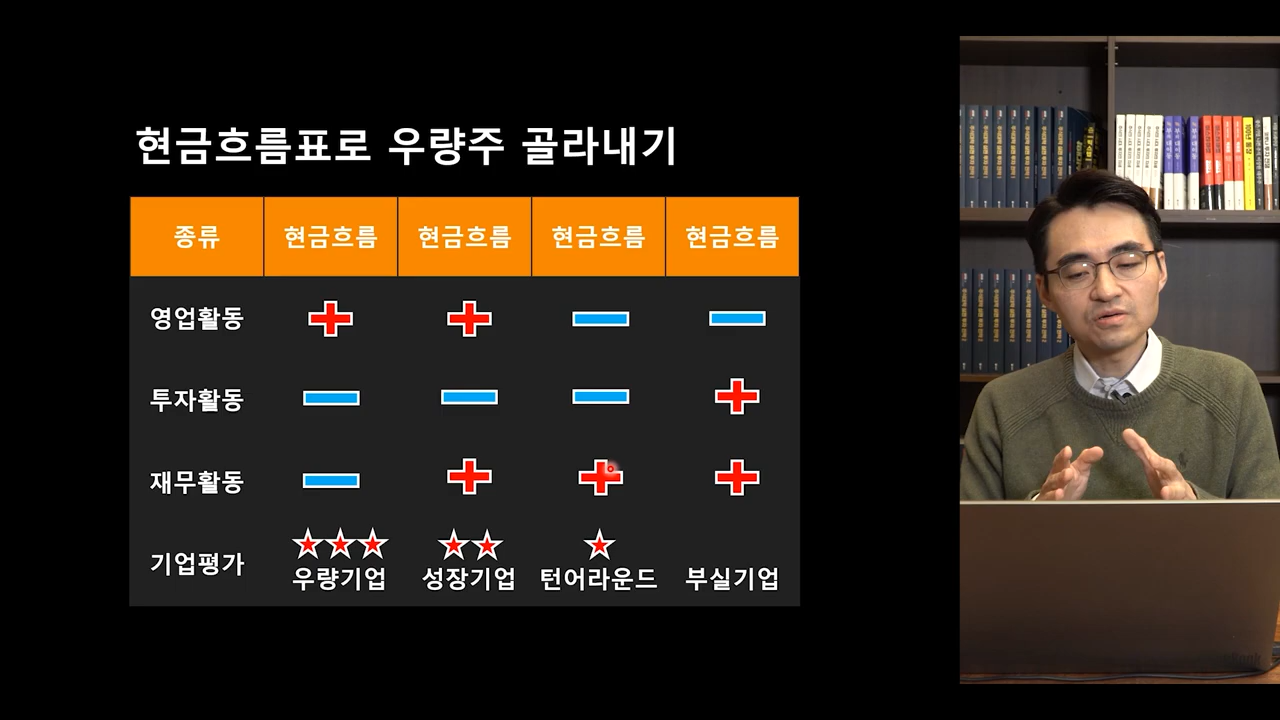 현금흐름표로 우량주 골라내기
종류 현금흐름 현금흐름 현금흐름 현금흐름
영업활동 + + - -
투자활동 - - - +
재무활동 - + + +
기업평가 ★★★ ★★ ★
우량기업 성장기업 턴어라운드 부실기업